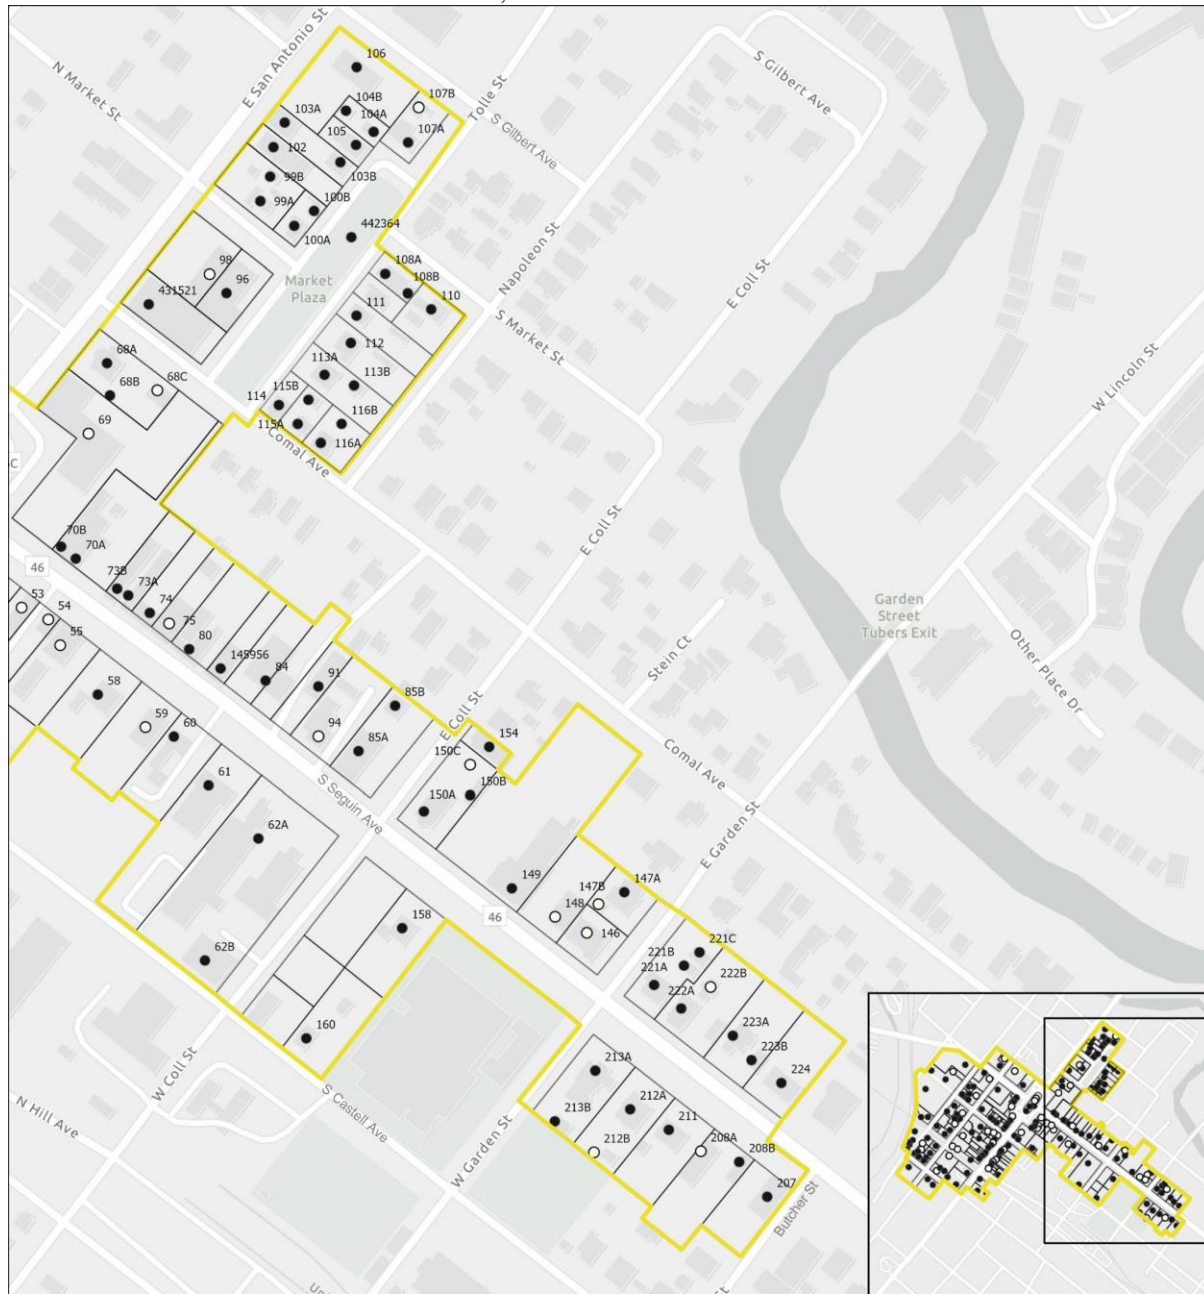 E San Antonio St
N Market St
106
Tolle St
S Gilbert Ave
107B
104B
103A
104A
105
107A
S Gilbert Ave
102
103B
99B
100B
99A
100A
442364
Napoleon St
E Coll St
98
96
431521
Market
Plaza
108A
108B
110
111
S Market St
112
113A
113B
68A
68B
68C
115B
114
116B
115A
116A
69
Comal Ave
W Lincoln St
E Coll St
70B
70A
46
73B
73A
74
75
80
53
54
55
145956
84
91
Garden
Street
Tubers Exit
Other Place Dr
Stein Ct
58
59
60
94
85B
85A
E Coll St
154
150C
150B
150A
Comal Ave
61
62A
S Seguin Ave
E Garden St
149
147B
147A
148
146
46
158
62B
221C
221B
221A
222B
222A
223A
223B
224
160
213A
213B
212A
212B
211
208A
208B
207
W Coll St
S Castell Ave
N Hill Ave
W Garden St
Butcher St
St